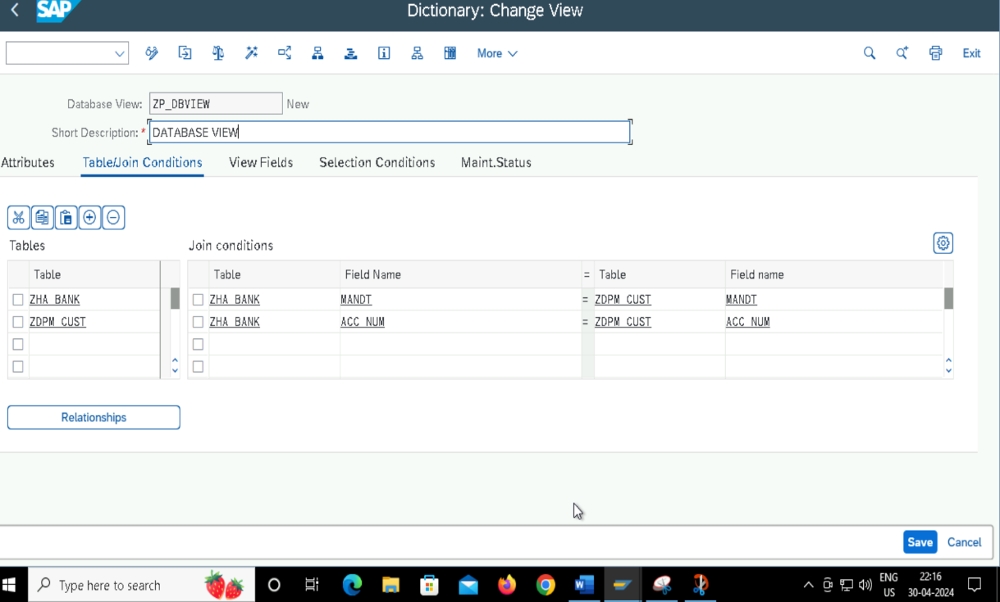 SAP
Dictionary: Change View
More
Exit
Database View: ZP_DBVIEW New
Short Description: * DATABASE VIEW
Attributes Table/Join Conditions View Fields Selection Conditions Maint.Status
Tables Join conditions
Table Table Field Name = Table Field name
ZHA_BANK ZHA_BANK MANDT = ZDPM_CUST MANDT
ZDPM_CUST ZHA_BANK ACC_NUM = ZDPM_CUST ACC_NUM
Relationships
Save Cancel
Type here to search
ENG 22:16
US 30-04-2024